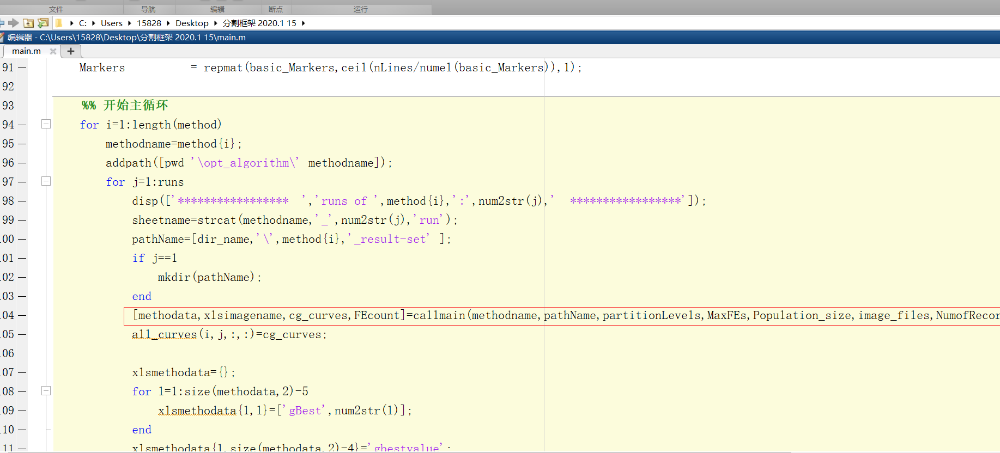 文件 导航 编辑 断点 运行
C: Users 15828 Desktop 分割框架 2020.1 15
编辑器 - C:\Users\15828\Desktop\分割框架 2020.1 15\main.m
main.m
91 Markers = repmat(basic_Markers,ceil(nLines/numel(basic_Markers)),1);
92
93 %% 开始主循环
94 for i=1:length(method)
95 methodname=method{i};
96 addpath([pwd '\opt_algorithm\' methodname]);
97 for j=1:runs
98 disp(['***************** ','runs of ',method{i},':',num2str(j),' *****************']);
99 sheetname=strcat(methodname,'_',num2str(j),'run');
00 pathName=[dir_name,'\',method{i},'_result-set' ];
01 if j==1
02 mkdir(pathName);
03 end
04 [methodata,xlsimagename,cg_curves,FEcount]=callmain(methodname,pathName,partitionLevels,MaxFEs,Population_size,image_files,NumofRecor
05 all_curves(i,j,:,:)=cg_curves;
06
07 xlsmethodata={};
08 for l=1:size(methodata,2)-5
09 xlsmethodata{1,l}=['gBest',num2str(l)];
10 end
11 xlsmethodata{1,size(methodata,2)-4}='gbestvalue';